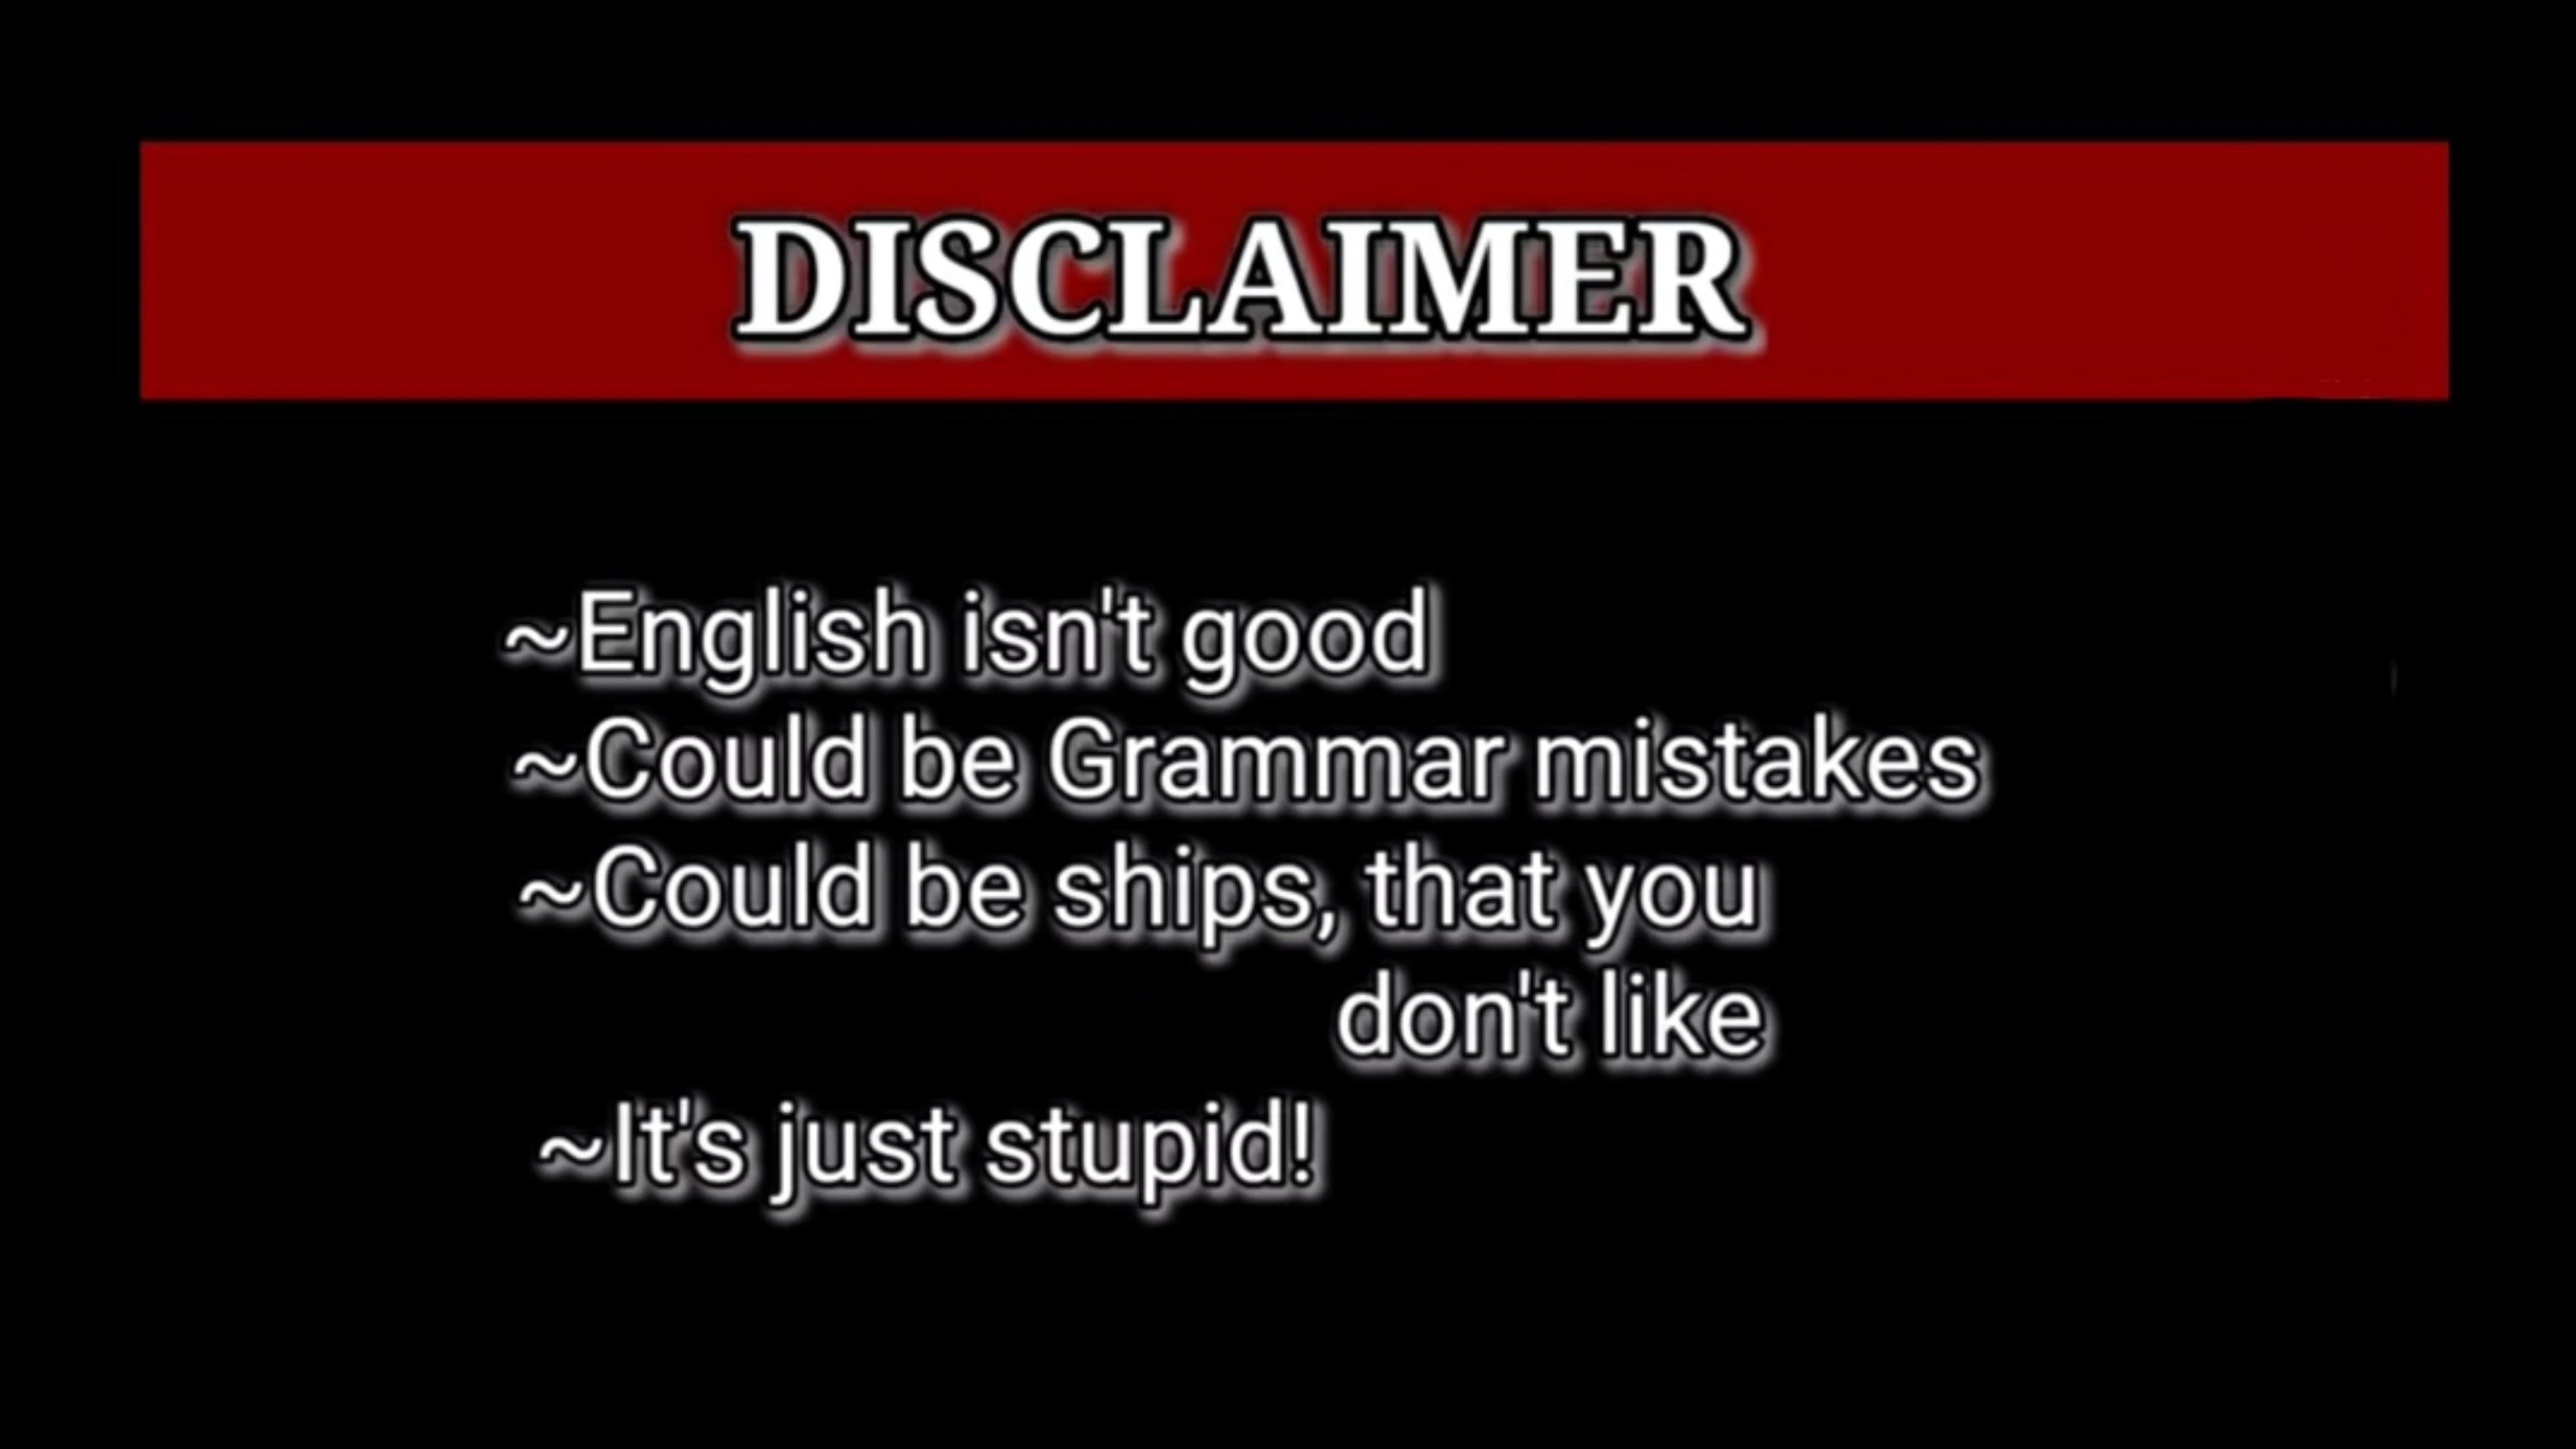 DISCLAIMER
~English isn't good
~Could be Grammar mistakes
~Could be ships, that you
don't like
~It's just stupid!